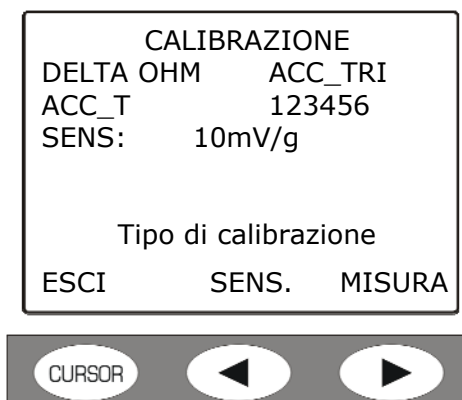 CALIBRAZIONE
DELTA OHM ACC_TRI
ACC_T 123456
SENS: 10mV/g
Tipo di calibrazione
ESCI SENS. MISURA
CURSOR